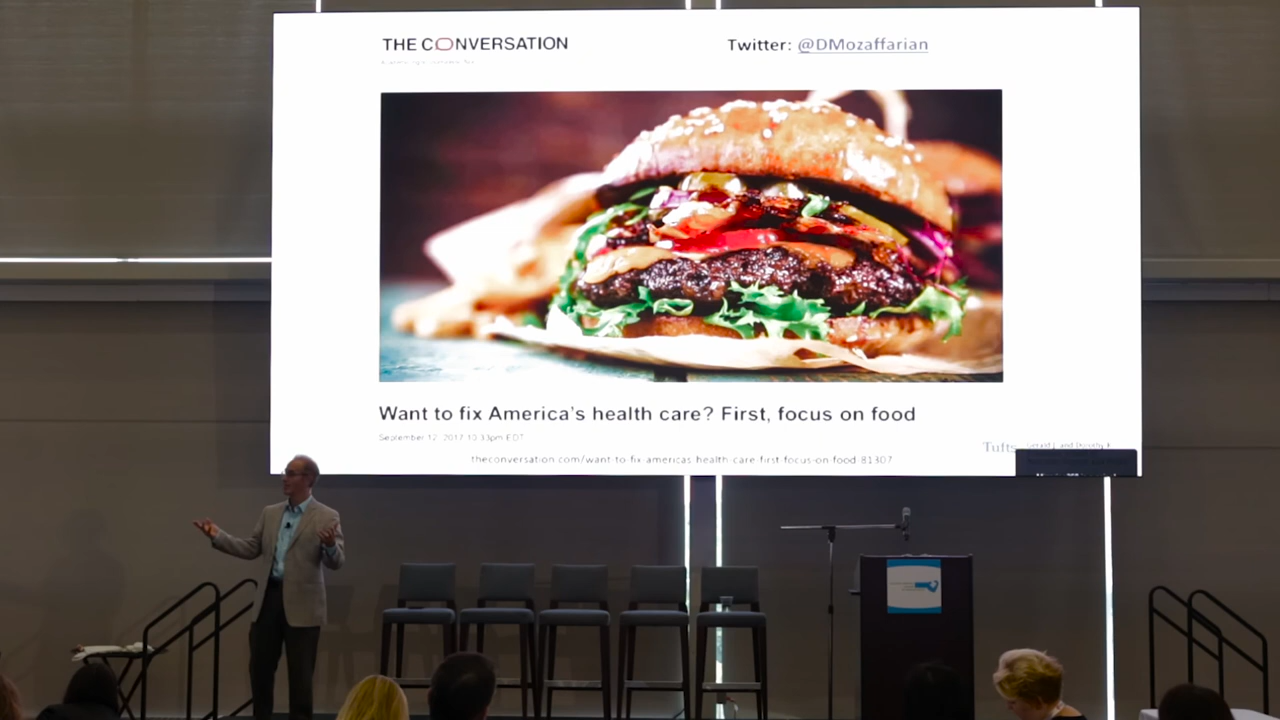 THE CONVERSATION
Twitter: @DMozaffarian
Want to fix America's health care? First, focus on food
September 12, 2017 10.33pm EDT
theconversation.com/want-to-fix-americas-health-care-first-focus-on-food-81307
Tufts